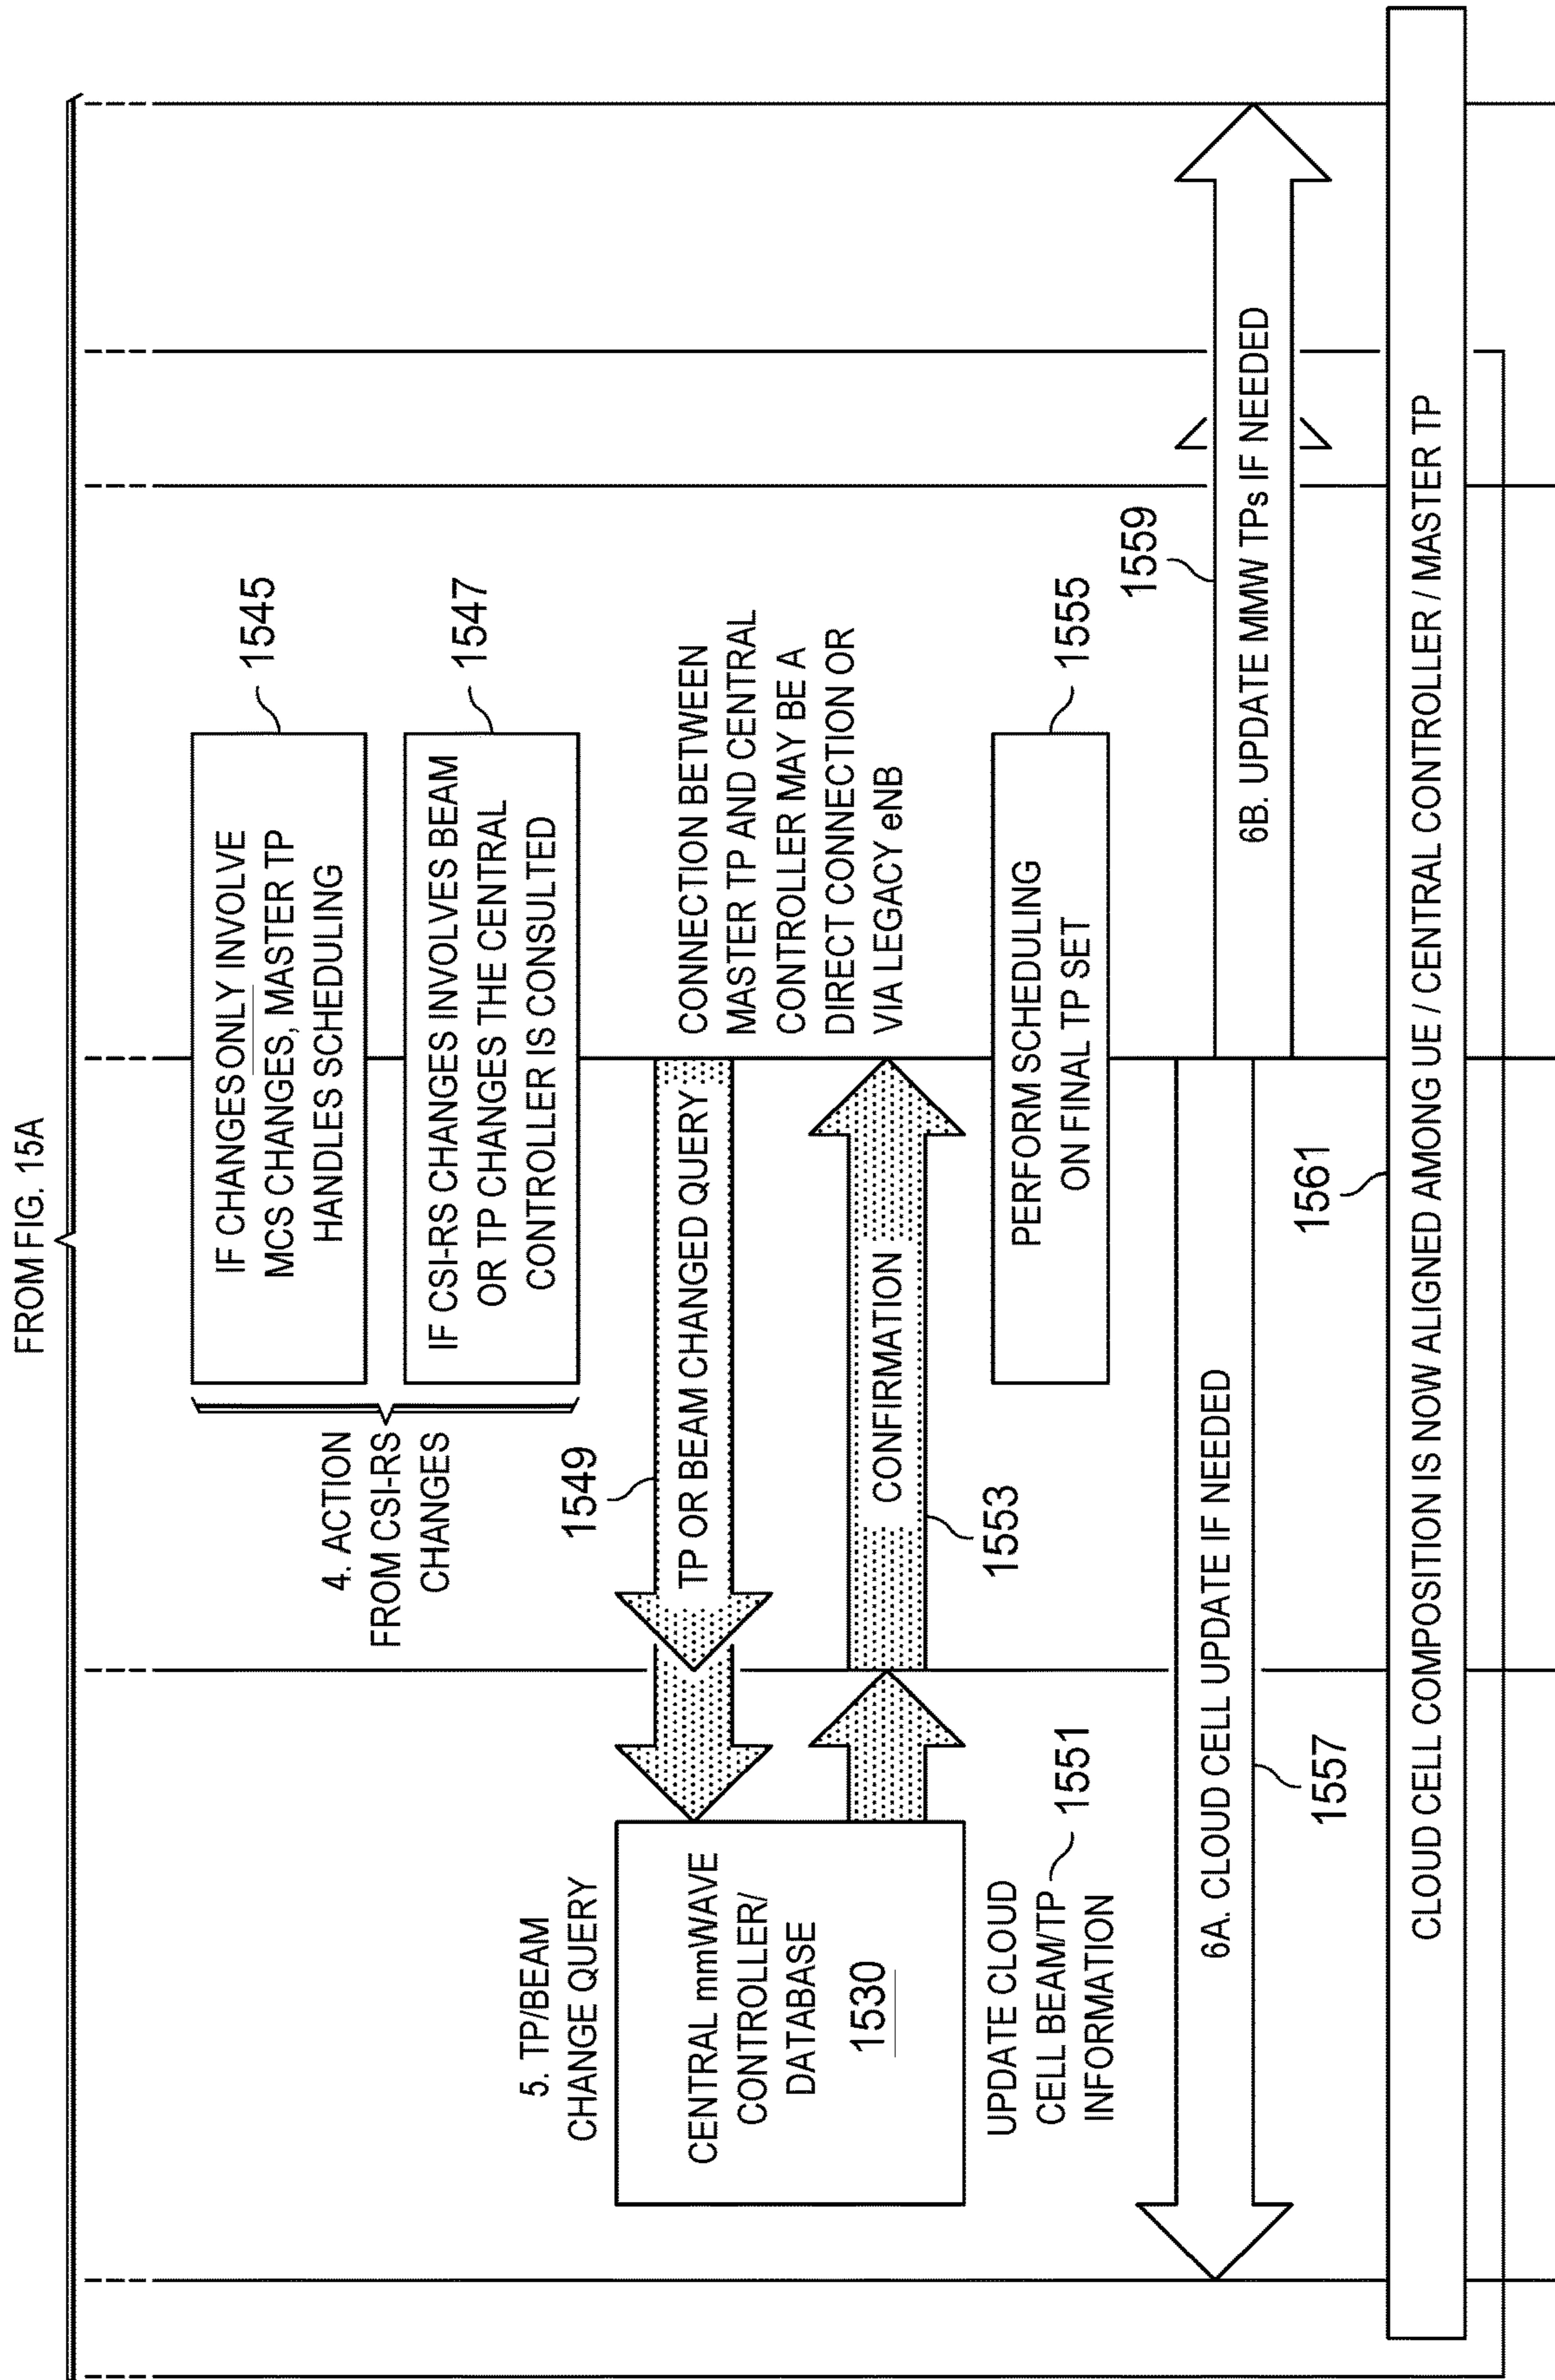 FROM FIG. 15A
IF CHANGES ONLY INVOLVE
MCS CHANGES, MASTER TP
HANDLES SCHEDULING
1545
4. ACTION
FROM CSI-RS
CHANGES
IF CSI-RS CHANGES INVOLVES BEAM
OR TP CHANGES THE CENTRAL
CONTROLLER IS CONSULTED
1547
5. TP/BEAM
CHANGE QUERY
1549
TP OR BEAM CHANGED QUERY
CONNECTION BETWEEN
MASTER TP AND CENTRAL
CONTROLLER MAY BE A
DIRECT CONNECTION OR
VIA LEGACY eNB
CENTRAL mmWAVE
CONTROLLER/
DATABASE
1530
CONFIRMATION
1553
UPDATE CLOUD
CELL BEAM/TP
INFORMATION
1551
PERFORM SCHEDULING
ON FINAL TP SET
1555
6A. CLOUD CELL UPDATE IF NEEDED
1557
1559
6B. UPDATE MMW TPs IF NEEDED
1561
CLOUD CELL COMPOSITION IS NOW ALIGNED AMONG UE / CENTRAL CONTROLLER / MASTER TP